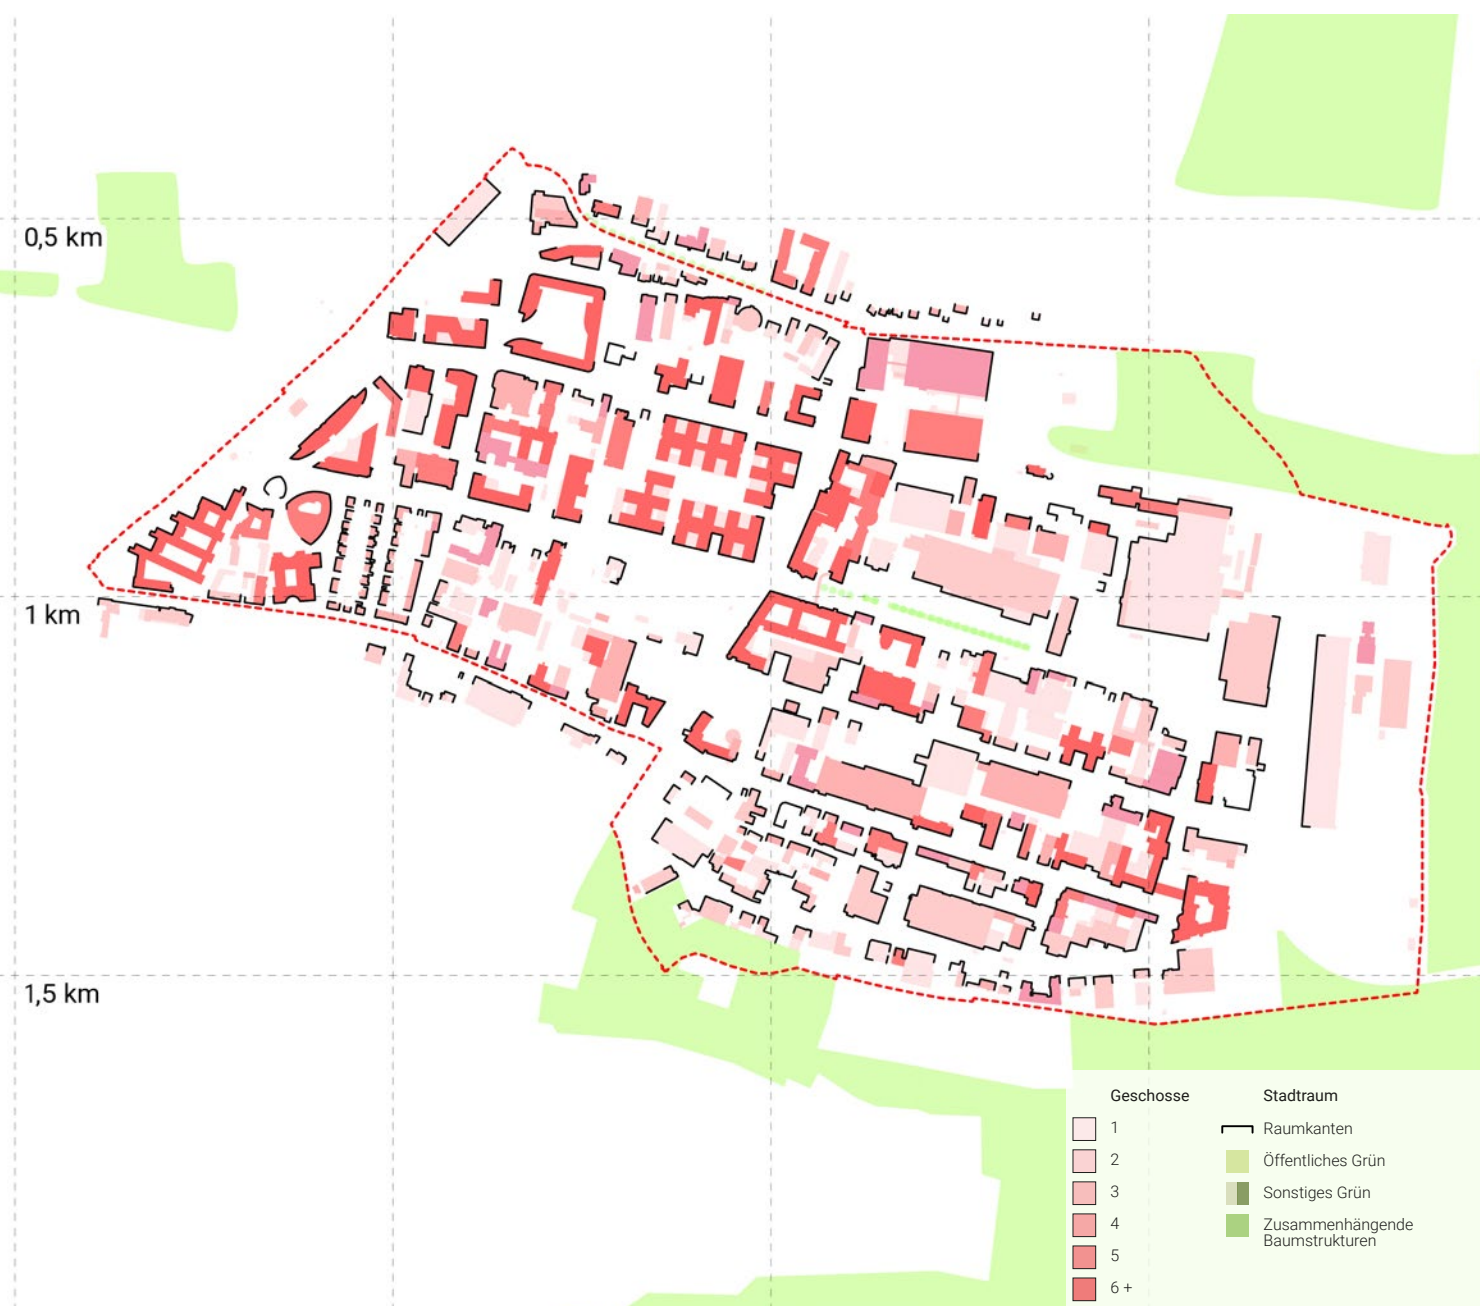 0,5 km
1 km
1,5 km
Geschosse
1
2
3
4
5
6 +
Stadtraum
Raumkanten
Öffentliches Grün
Sonstiges Grün
Zusammenhängende
Baumstrukturen